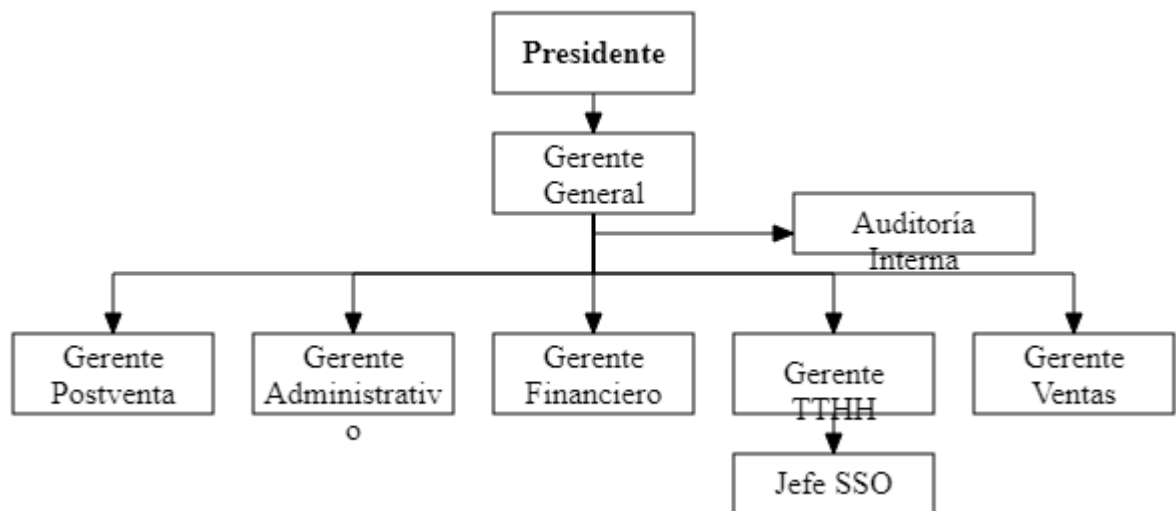 Presidente
Gerente
General
Auditoría
Interna
Gerente
Postventa
Gerente
Administrativ
o
Gerente
Financiero
Gerente
TTHH
Gerente
Ventas
Jefe SSO